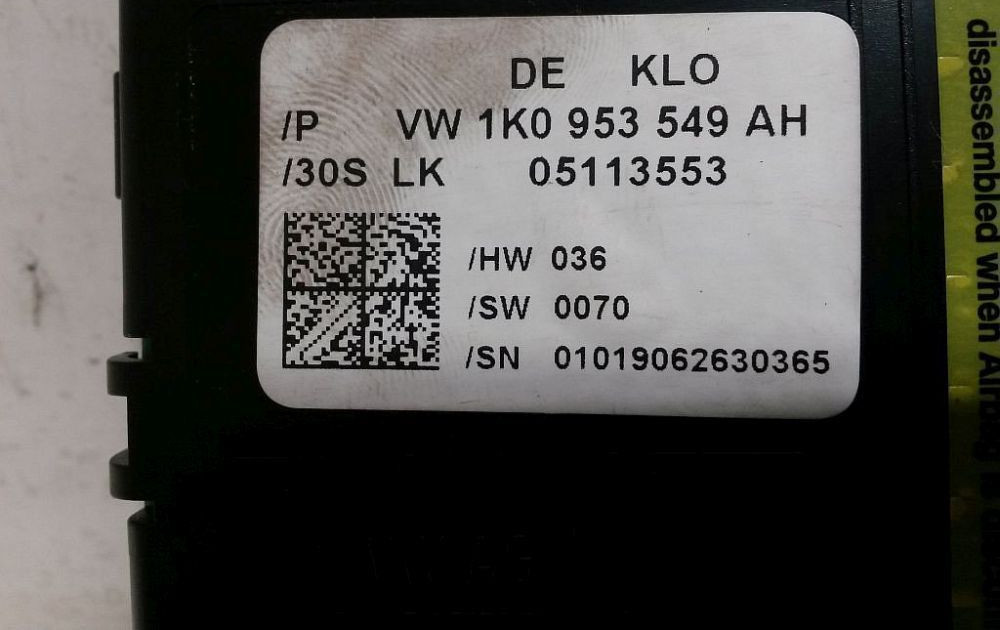 DE KLO
/P VW 1K0 953 549 AH
/30S LK 05113553
/HW 036
/SW 0070
/SN 01019062630365
disassembled when Airbag is